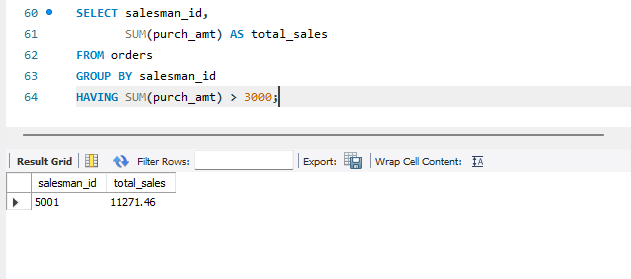 60 SELECT salesman_id,
61 SUM(purch_amt) AS total_sales
62 FROM orders
63 GROUP BY salesman_id
64 HAVING SUM(purch_amt) > 3000;
Result Grid Filter Rows: Export: Wrap Cell Content:
salesman_id total_sales
5001 11271.46